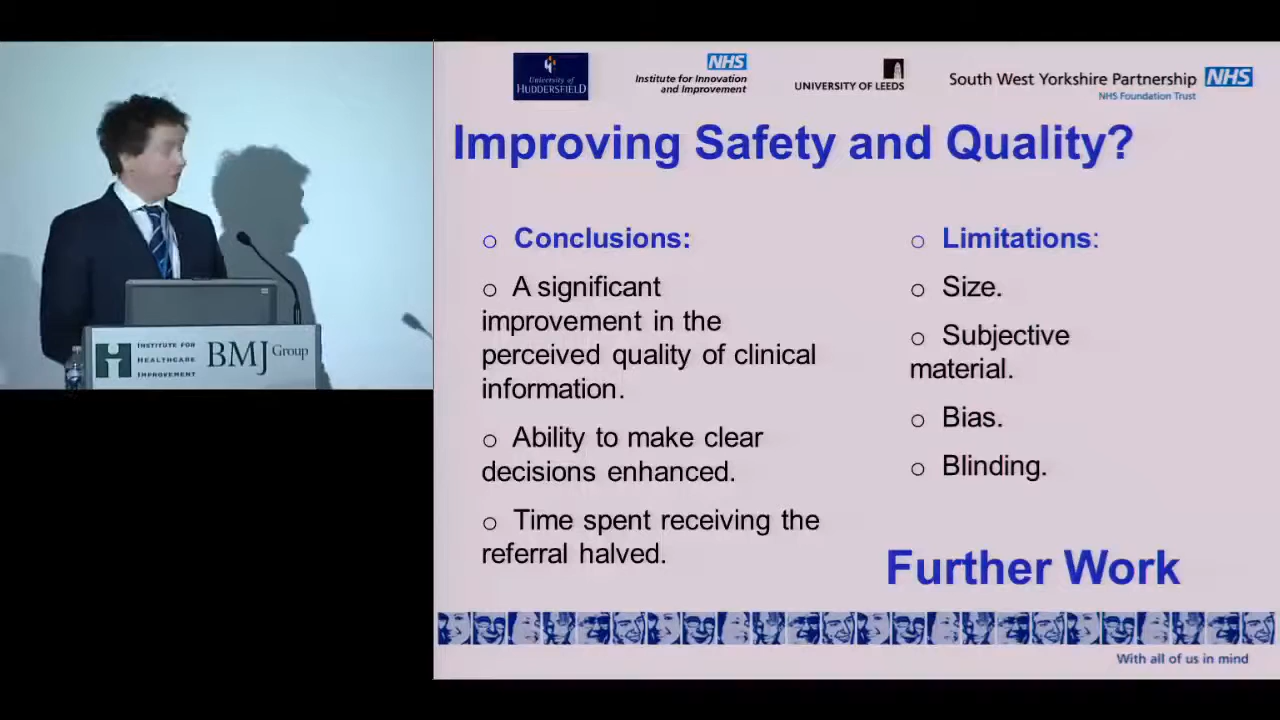 University of
HUDDERSFIELD
NHS
Institute for Innovation
and Improvement
UNIVERSITY OF LEEDS
South West Yorkshire Partnership NHS
NHS Foundation Trust
Improving Safety and Quality?
o Conclusions:
o A significant
improvement in the
perceived quality of clinical
information.
o Ability to make clear
decisions enhanced.
o Time spent receiving the
referral halved.
o Limitations:
o Size.
o Subjective
material.
o Bias.
o Blinding.
Further Work
With all of us in mind
INSTITUTE FOR
HEALTHCARE
IMPROVEMENT
BMJ Group